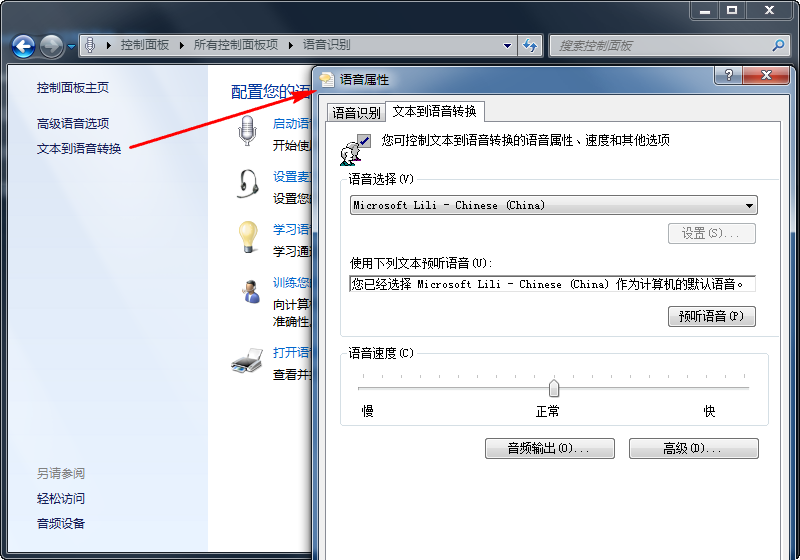 控制面板
所有控制面板项
语音识别
搜索控制面板
控制面板主页
高级语音选项
文本到语音转换
另请参阅
轻松访问
音频设备
配置您的语
启动语
开始使
设置麦
设置您
学习语
学习通
训练您
向计算
准确性。
打开语
查看并
语音属性
语音识别
文本到语音转换
您可控制文本到语音转换的语音属性、速度和其他选项
语音选择(V)
Microsoft Lili - Chinese (China)
设置(S)...
使用下列文本预听语音(U):
您已经选择 Microsoft Lili - Chinese (China) 作为计算机的默认语音。
预听语音(P)
语音速度(C)
慢 正常 快
音频输出(O)...
高级(D)...